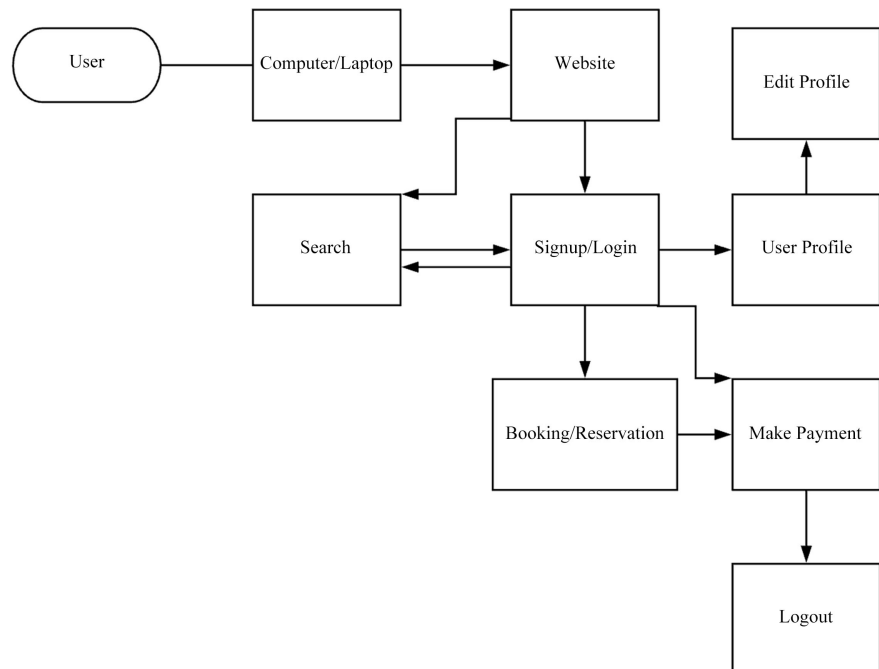 User
Computer/Laptop
Website
Edit Profile
Search
Signup/Login
User Profile
Booking/Reservation
Make Payment
Logout